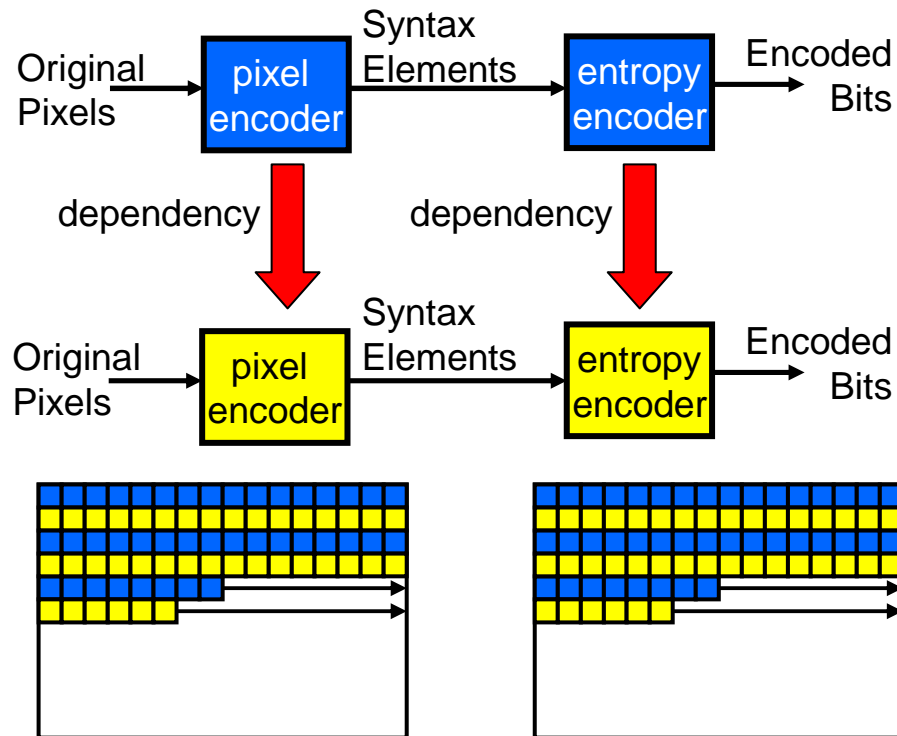 Original
Pixels
pixel
encoder
Syntax
Elements
entropy
encoder
Encoded
Bits
dependency
dependency
Original
Pixels
pixel
encoder
Syntax
Elements
entropy
encoder
Encoded
Bits